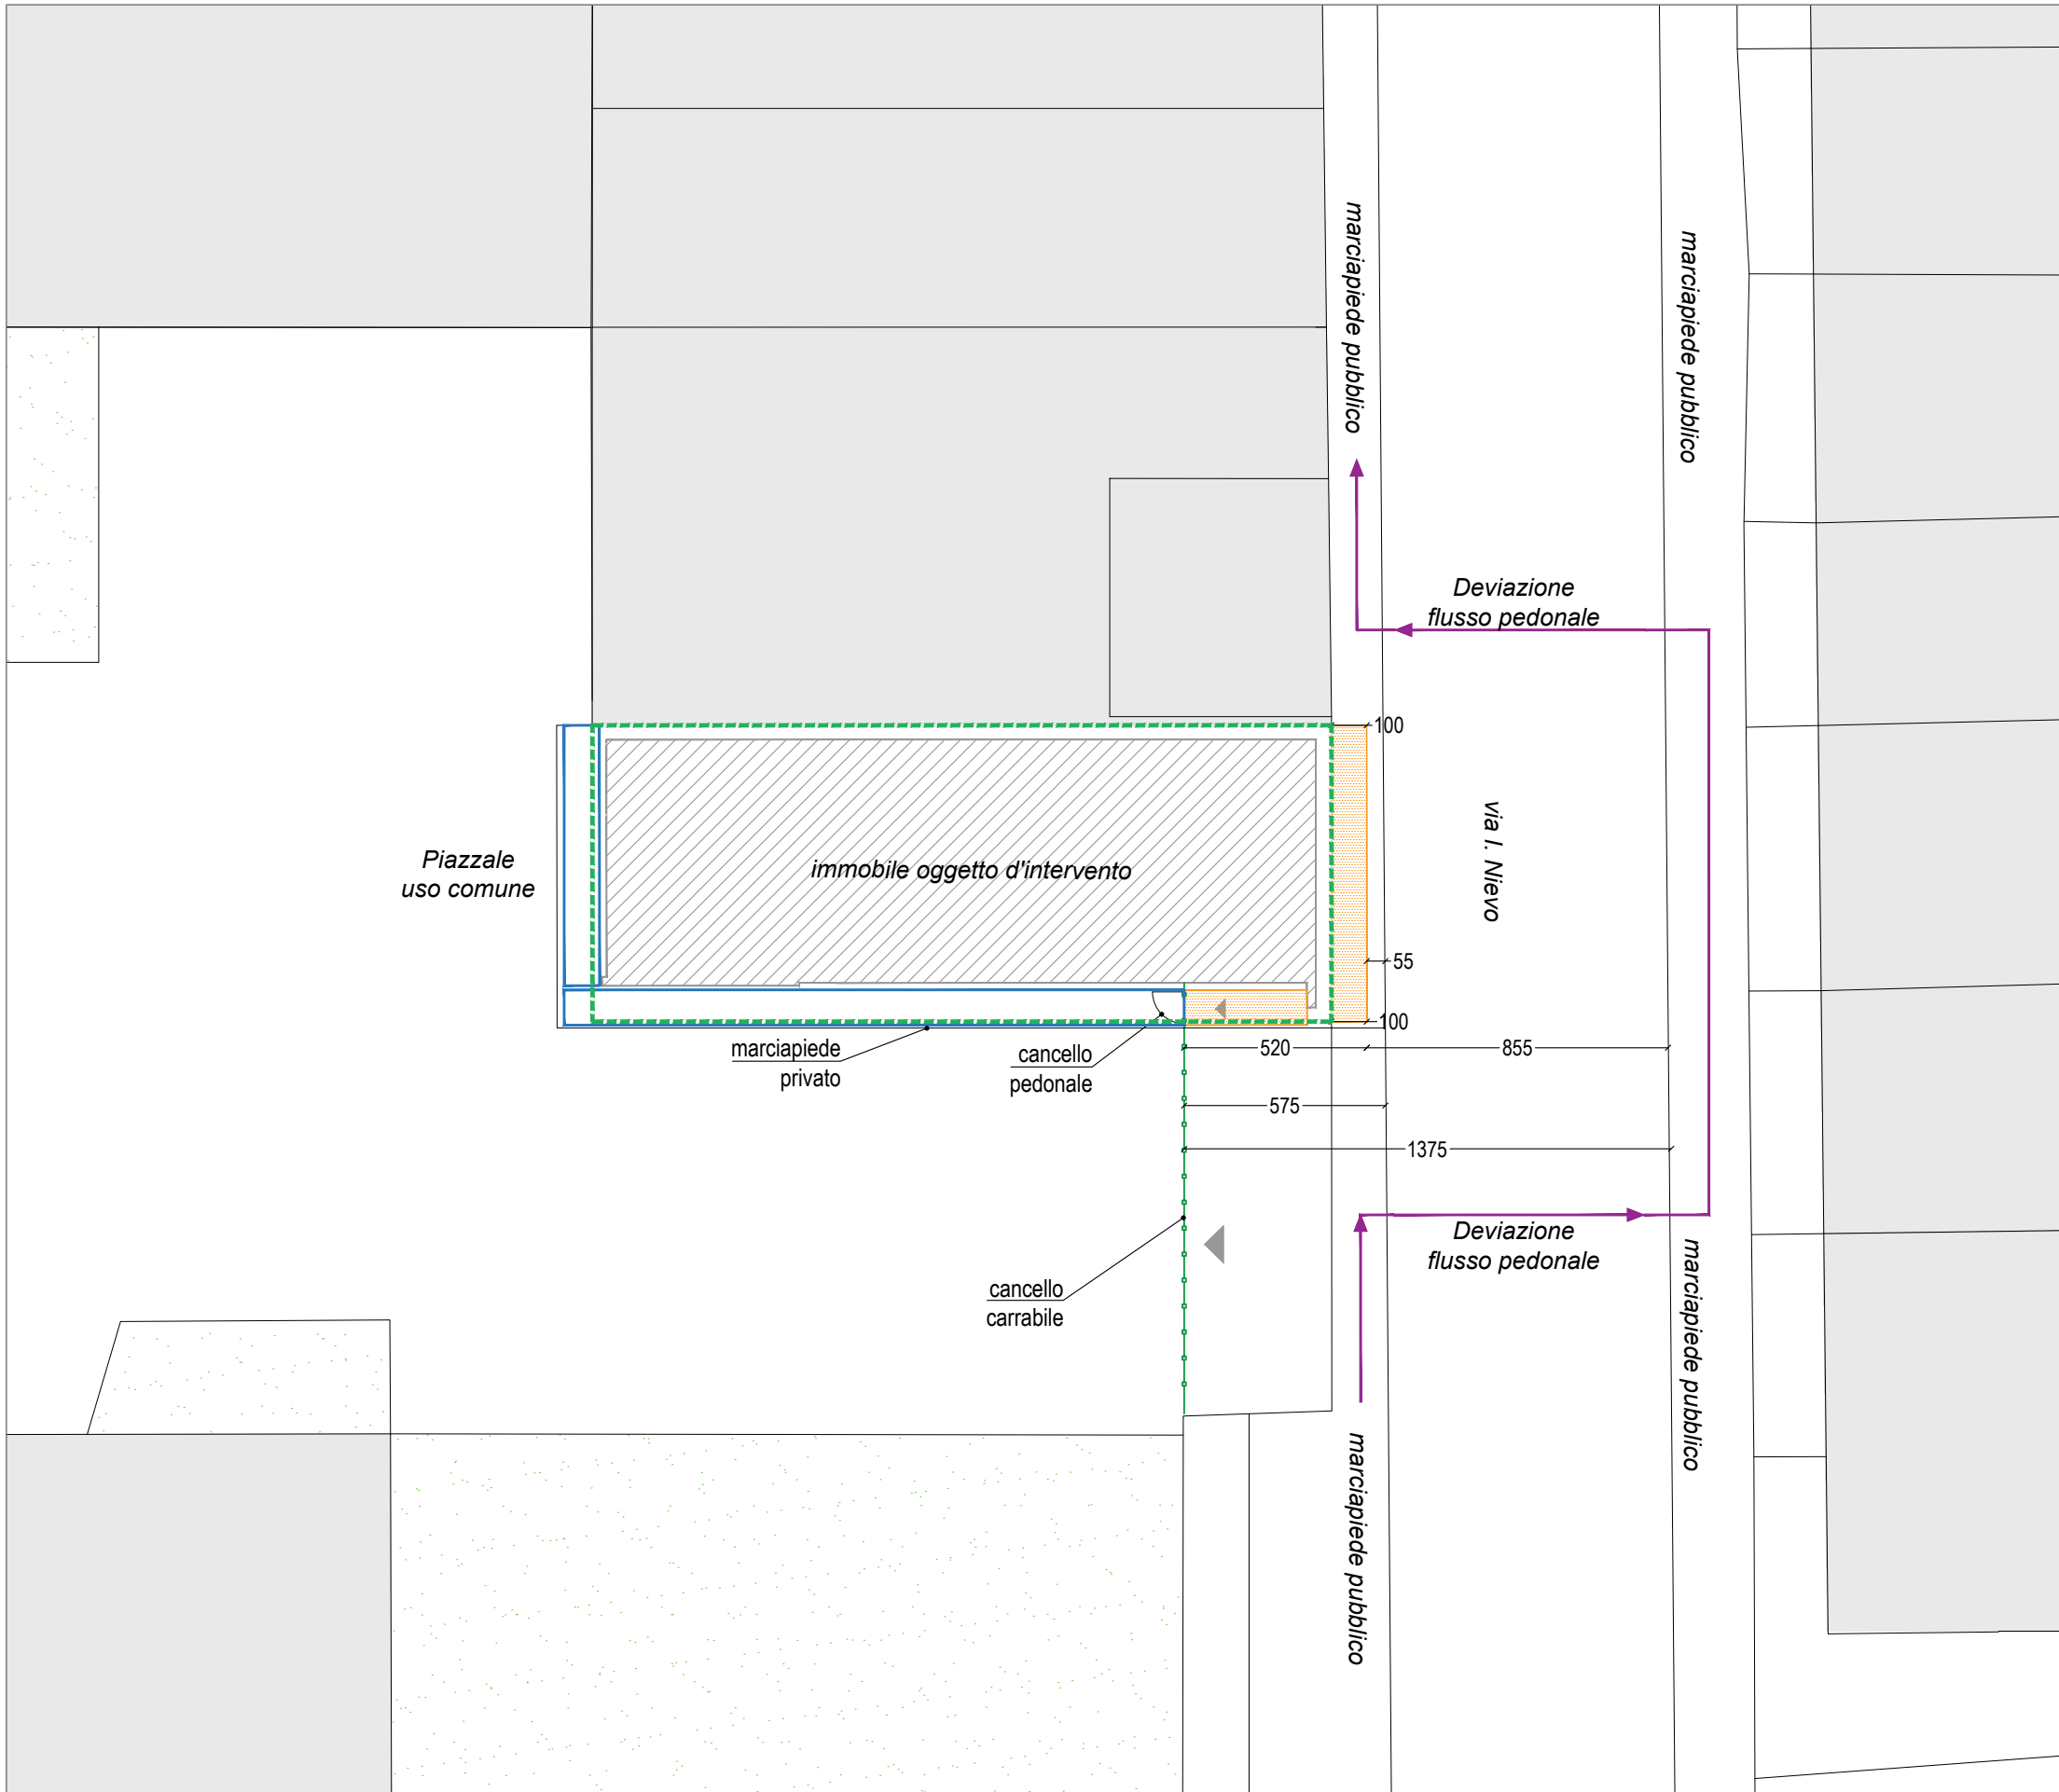 marciapiede pubblico
marciapiede pubblico
Deviazione
flusso pedonale
100
via I. Nievo
Piazzale
uso comune
immobile oggetto d'intervento
55
100
marciapiede
privato
cancello
pedonale
520
855
575
1375
Deviazione
flusso pedonale
cancello
carrabile
marciapiede pubblico
marciapiede pubblico